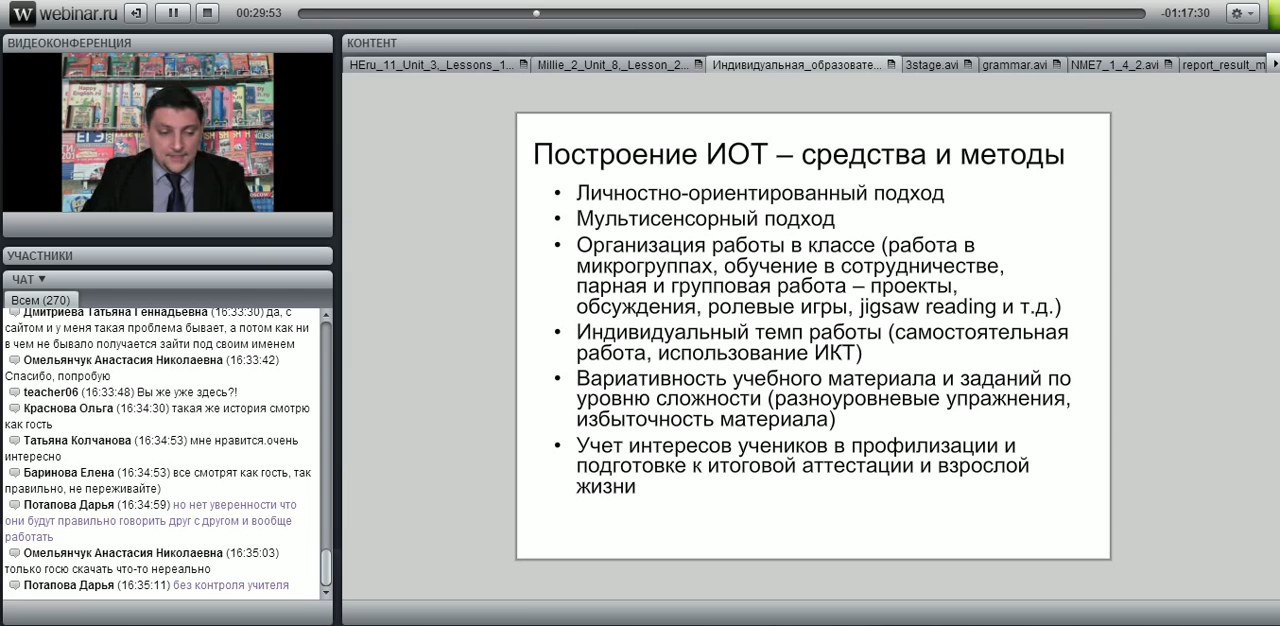 W webinar.ru
00:29:53
-01:17:30
ВИДЕОКОНФЕРЕНЦИЯ
УЧАСТНИКИ
ЧАТ
Всем (270)
Дмитриева Татьяна Геннадьевна (16:33:30) да, с
сайтом и у меня такая проблема бывает, а потом как ни
в чем не бывало получается зайти под своим именем
Омельянчук Анастасия Николаевна (16:33:42)
Спасибо, попробую
teacher06 (16:33:48) Вы же уже здесь?!
Краснова Ольга (16:34:30) такая же история смотрю
как гость
Татьяна Колчанова (16:34:53) мне нравится.очень
интересно
Баринова Елена (16:34:53) все смотрят как гость, так
правильно, не переживайте)
Потапова Дарья (16:34:59) но нет уверенности что
они будут правильно говорить друг с другом и вообще
работать
Омельянчук Анастасия Николаевна (16:35:03)
только госю скачать что-то нереально
Потапова Дарья (16:35:11) без контроля учителя
КОНТЕНТ
HEru_11_Unit_3,_Lessons_1... Millie_2_Unit_8,_Lesson_2... Индивидуальная_образовате... 3stage.avi grammar.avi NME7_1_4_2.avi report_result_m
Построение ИОТ – средства и методы
• Личностно-ориентированный подход
• Мультисенсорный подход
• Организация работы в классе (работа в
микрогруппах, обучение в сотрудничестве,
парная и групповая работа – проекты,
обсуждения, ролевые игры, jigsaw reading и т.д.)
• Индивидуальный темп работы (самостоятельная
работа, использование ИКТ)
• Вариативность учебного материала и заданий по
уровню сложности (разноуровневые упражнения,
избыточность материала)
• Учет интересов учеников в профилизации и
подготовке к итоговой аттестации и взрослой
жизни